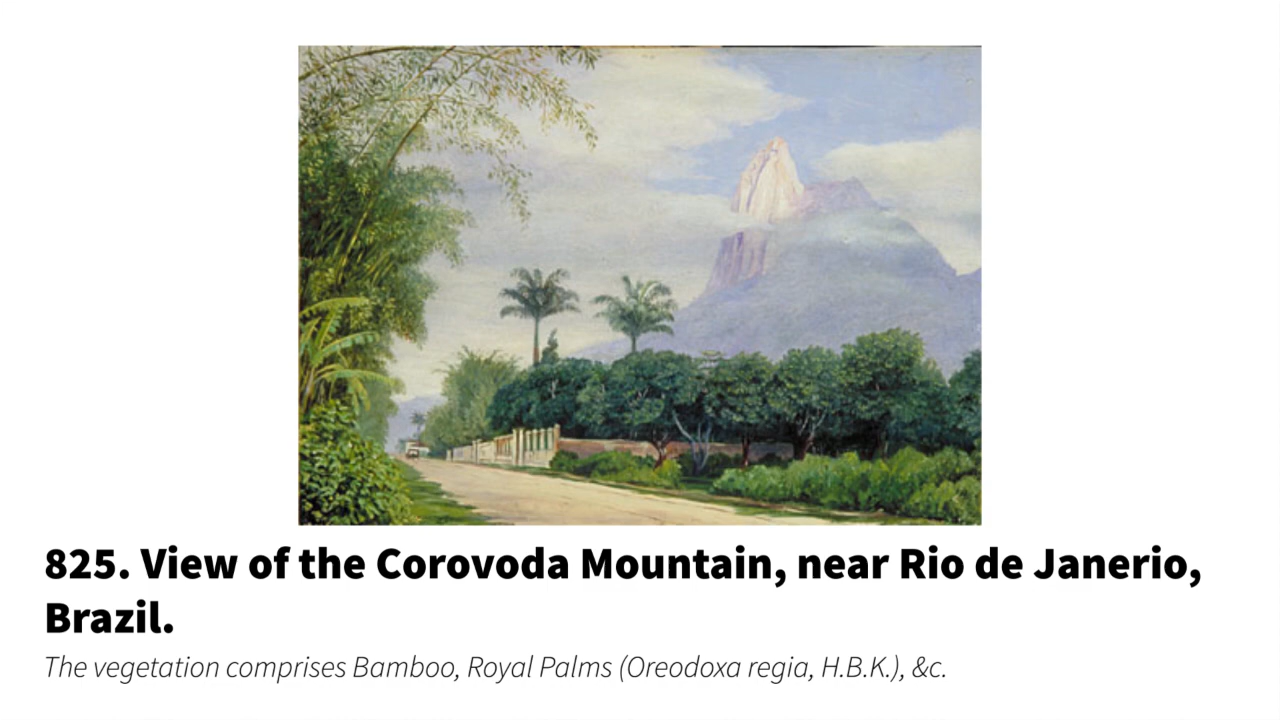 825. View of the Corovoda Mountain, near Rio de Janerio,
Brazil.
The vegetation comprises Bamboo, Royal Palms (Oreodoxa regia, H.B.K.), &c.